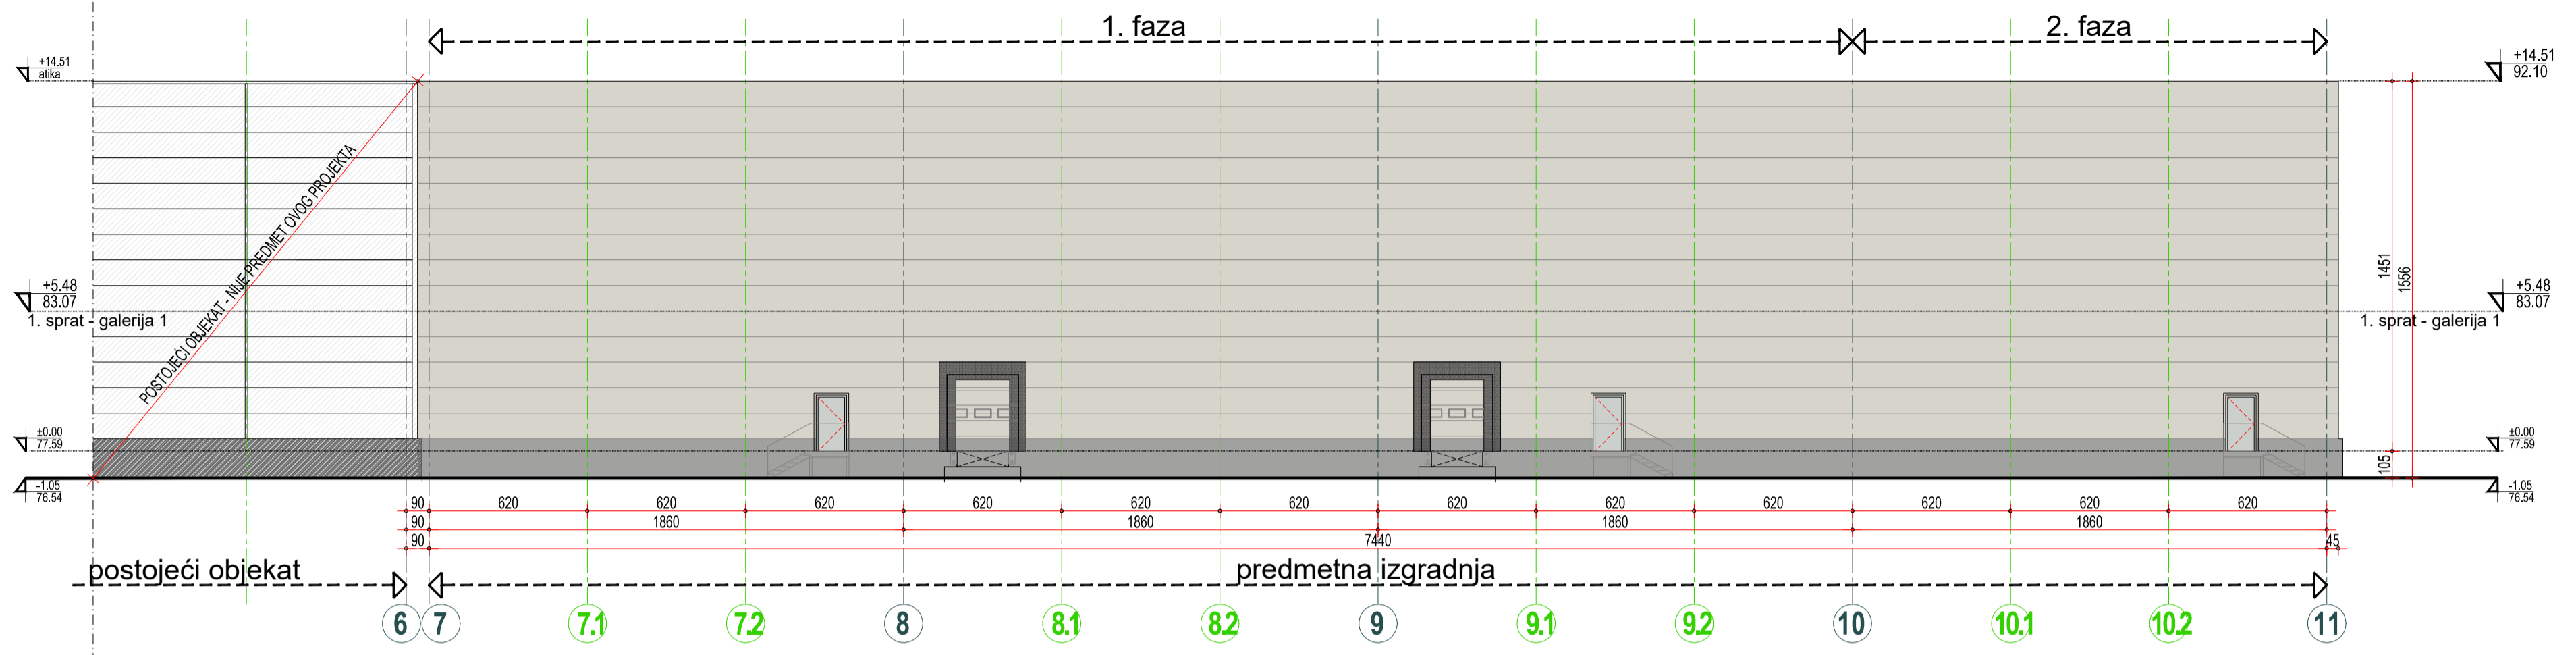 1. faza
2. faza
+14.51
atika
+14.51
92.10
POSTOJEĆI OBJEKAT - NIJE PREDMET OVOG PROJEKTA
1451
1556
+5.48
83.07
1. sprat - galerija 1
+5.48
83.07
1. sprat - galerija 1
±0.00
77.59
±0.00
77.59
105
-1.05
76.54
-1.05
76.54
90 620 620 620 620 620 620 620 620 620 620 620 620
90 1860 1860 1860 1860
90 7440 45
postojeći objekat
predmetna izgradnja
6 7 7.1 7.2 8 8.1 8.2 9 9.1 9.2 10 10.1 10.2 11